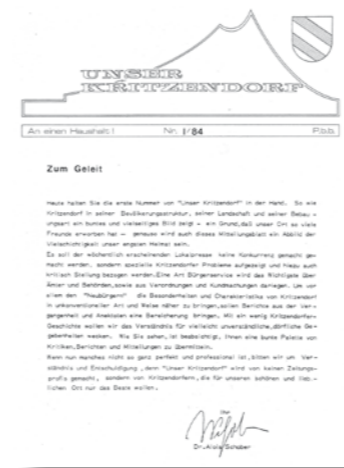 UNSER
KRITZENDORF
An einen Haushalt! Nr. 1/84 P.b.b.
Zum Geleit
Heute halten Sie die erste Nummer von "Unser Kritzendorf" in der Hand. So wie
Kritzendorf in seiner Bevölkerungsstruktur, seiner Landschaft und seiner Bebau-
ungsart ein buntes und vielseitiges Bild zeigt - ein Grund,daß unser Ort so viele
Freunde erworben hat - genauso wird auch dieses Mitteilungsblatt ein Abbild der
Vielschichtigkeit unser engsten Heimat sein.
Es soll der wöchentlich erscheinenden Lokalpresse keine Konkurrenz gemacht ge-
macht werden, sondern spezielle Kritzendorfer Probleme aufgezeigt und hiezu auch
kritisch Stellung bezogen werden.Eine Art Bürgerservice wird das Wichtigste über
Ämter und Behörden,sowie aus Verordnungen und Kundmachungen darlegen. Um vor
allem den "Neubürgern" die Besonderheiten und Charakteristika von Kritzendorf
in unkonventioneller Art und Weise näher zu bringen,sollen Berichte aus der Ver-
gangenheit und Anekdoten eine Bereicherung bringen. Mit ein wenig Kritzendorfer-
Geschichte wollen wir das Verständnis für vielleicht unverständliche,dörfliche Ge-
gebenheiten wecken. Wie Sie sehen,ist beabsichtigt, Ihnen eine bunte Palette von
Kritiken,Berichten und Mitteilungen zu übermitteln.
Wenn nun manches nicht so ganz perfekt und professional ist,bitten wir um Ver-
ständnis und Entschuldigung ,denn "Unser Kritzendorf" wird von keinen Zeitungs-
profis gemacht, sondern von Kritzendorfern,die für unseren schönen und lieb-
lichen Ort nur das Beste wollen.
Ihr
Dr. Alois Schober